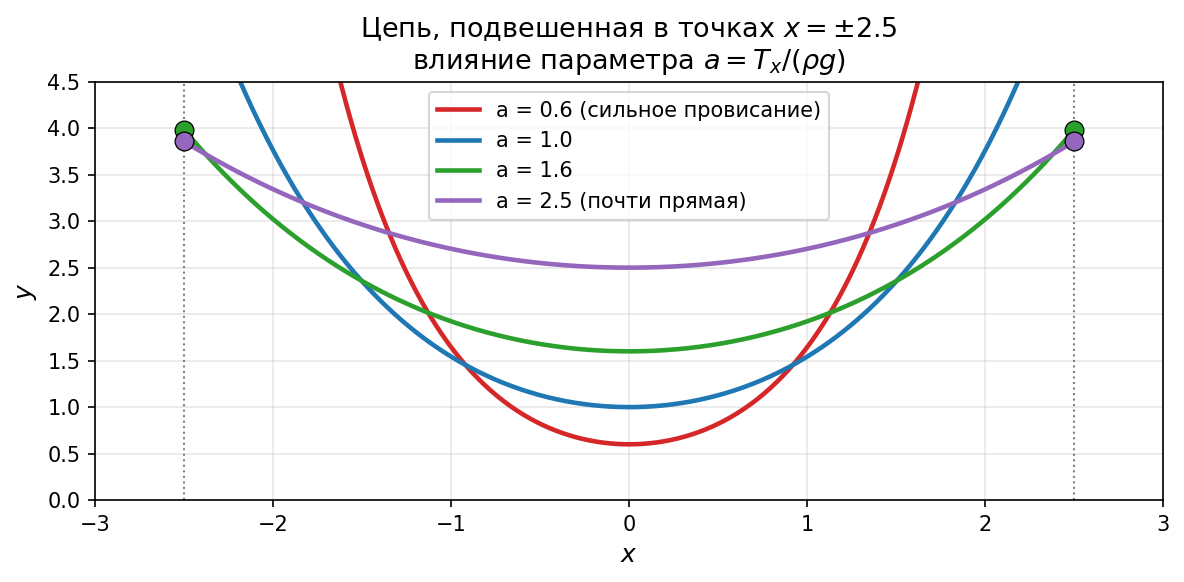 Цепь, подвешенная в точках x = ±2.5
влияние параметра a = Tₓ/(ρg)
a = 0.6 (сильное провисание)
a = 1.0
a = 1.6
a = 2.5 (почти прямая)
4.5
4.0
3.5
3.0
2.5
2.0
1.5
1.0
0.5
0.0
y
−3
−2
−1
0
1
2
3
x